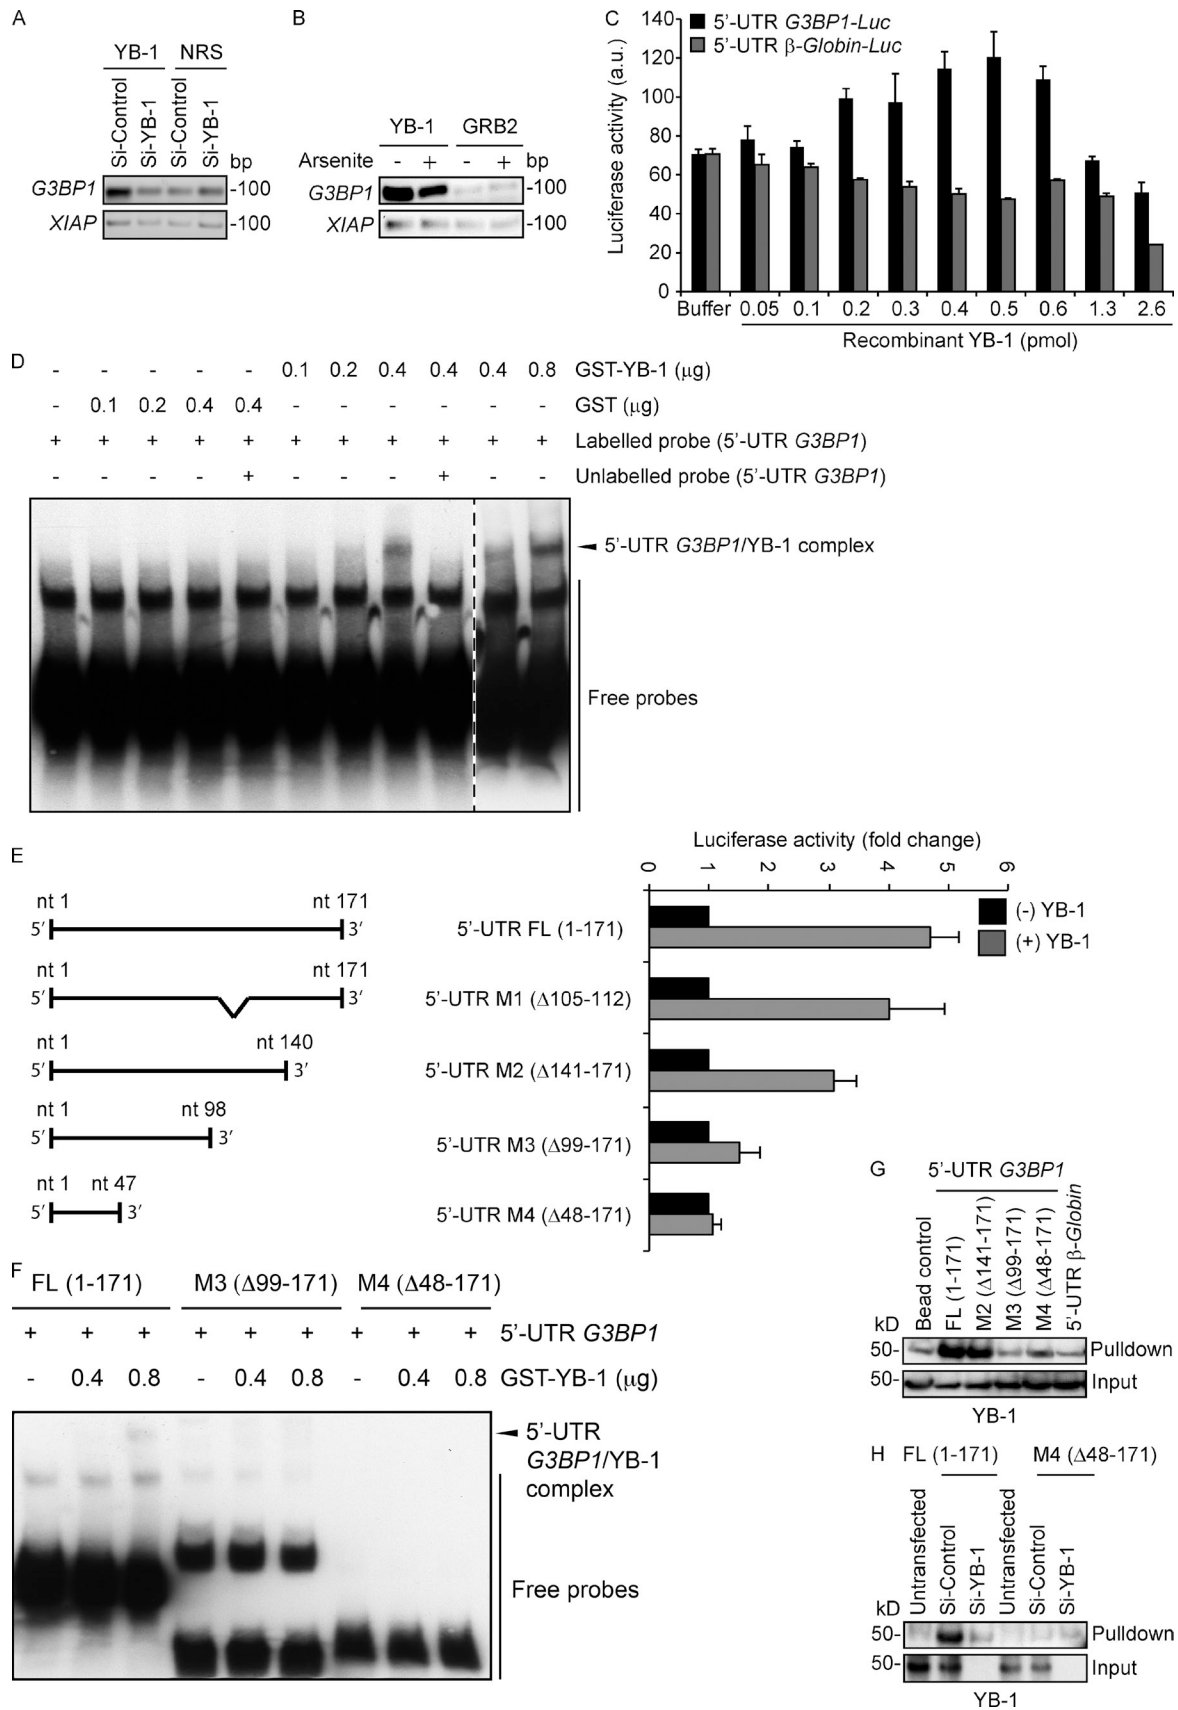 A
YB-1 NRS
Si-Control
Si-YB-1
Si-Control
Si-YB-1
bp
G3BP1 -100
XIAP -100
B
YB-1 GRB2
Arsenite - + - + bp
G3BP1 -100
XIAP -100
C
5'-UTR G3BP1-Luc
5'-UTR β-Globin-Luc
Luciferase activity (a.u.)
140
120
100
80
60
40
20
0
Buffer 0.05 0.1 0.2 0.3 0.4 0.5 0.6 1.3 2.6
Recombinant YB-1 (pmol)
D
- - - - - 0.1 0.2 0.4 0.4 0.4 0.8 GST-YB-1 (µg)
- 0.1 0.2 0.4 0.4 - - - - - - GST (µg)
+ + + + + + + + + + + Labelled probe (5'-UTR G3BP1)
- - - - + - - - + - - Unlabelled probe (5'-UTR G3BP1)
5'-UTR G3BP1/YB-1 complex
Free probes
E
Luciferase activity (fold change)
0 1 2 3 4 5 6
(-) YB-1
(+) YB-1
nt 1 nt 171
5' 3' 5'-UTR FL (1-171)
nt 1 nt 171
5' 3' 5'-UTR M1 (Δ105-112)
nt 1 nt 140
5' 3' 5'-UTR M2 (Δ141-171)
nt 1 nt 98
5' 3' 5'-UTR M3 (Δ99-171)
nt 1 nt 47
5' 3' 5'-UTR M4 (Δ48-171)
F
FL (1-171) M3 (Δ99-171) M4 (Δ48-171)
+ + + + + + + + + 5'-UTR G3BP1
- 0.4 0.8 - 0.4 0.8 - 0.4 0.8 GST-YB-1 (µg)
5'-UTR
G3BP1/YB-1
complex
Free probes
G
5'-UTR G3BP1
Bead control
FL (1-171)
M2 (Δ141-171)
M3 (Δ99-171)
M4 (Δ48-171)
5'-UTR β-Globin
kD
50- Pulldown
50- Input
YB-1
H FL (1-171) M4 (Δ48-171)
Untransfected
Si-Control
Si-YB-1
Untransfected
Si-Control
Si-YB-1
kD
50- Pulldown
50- Input
YB-1